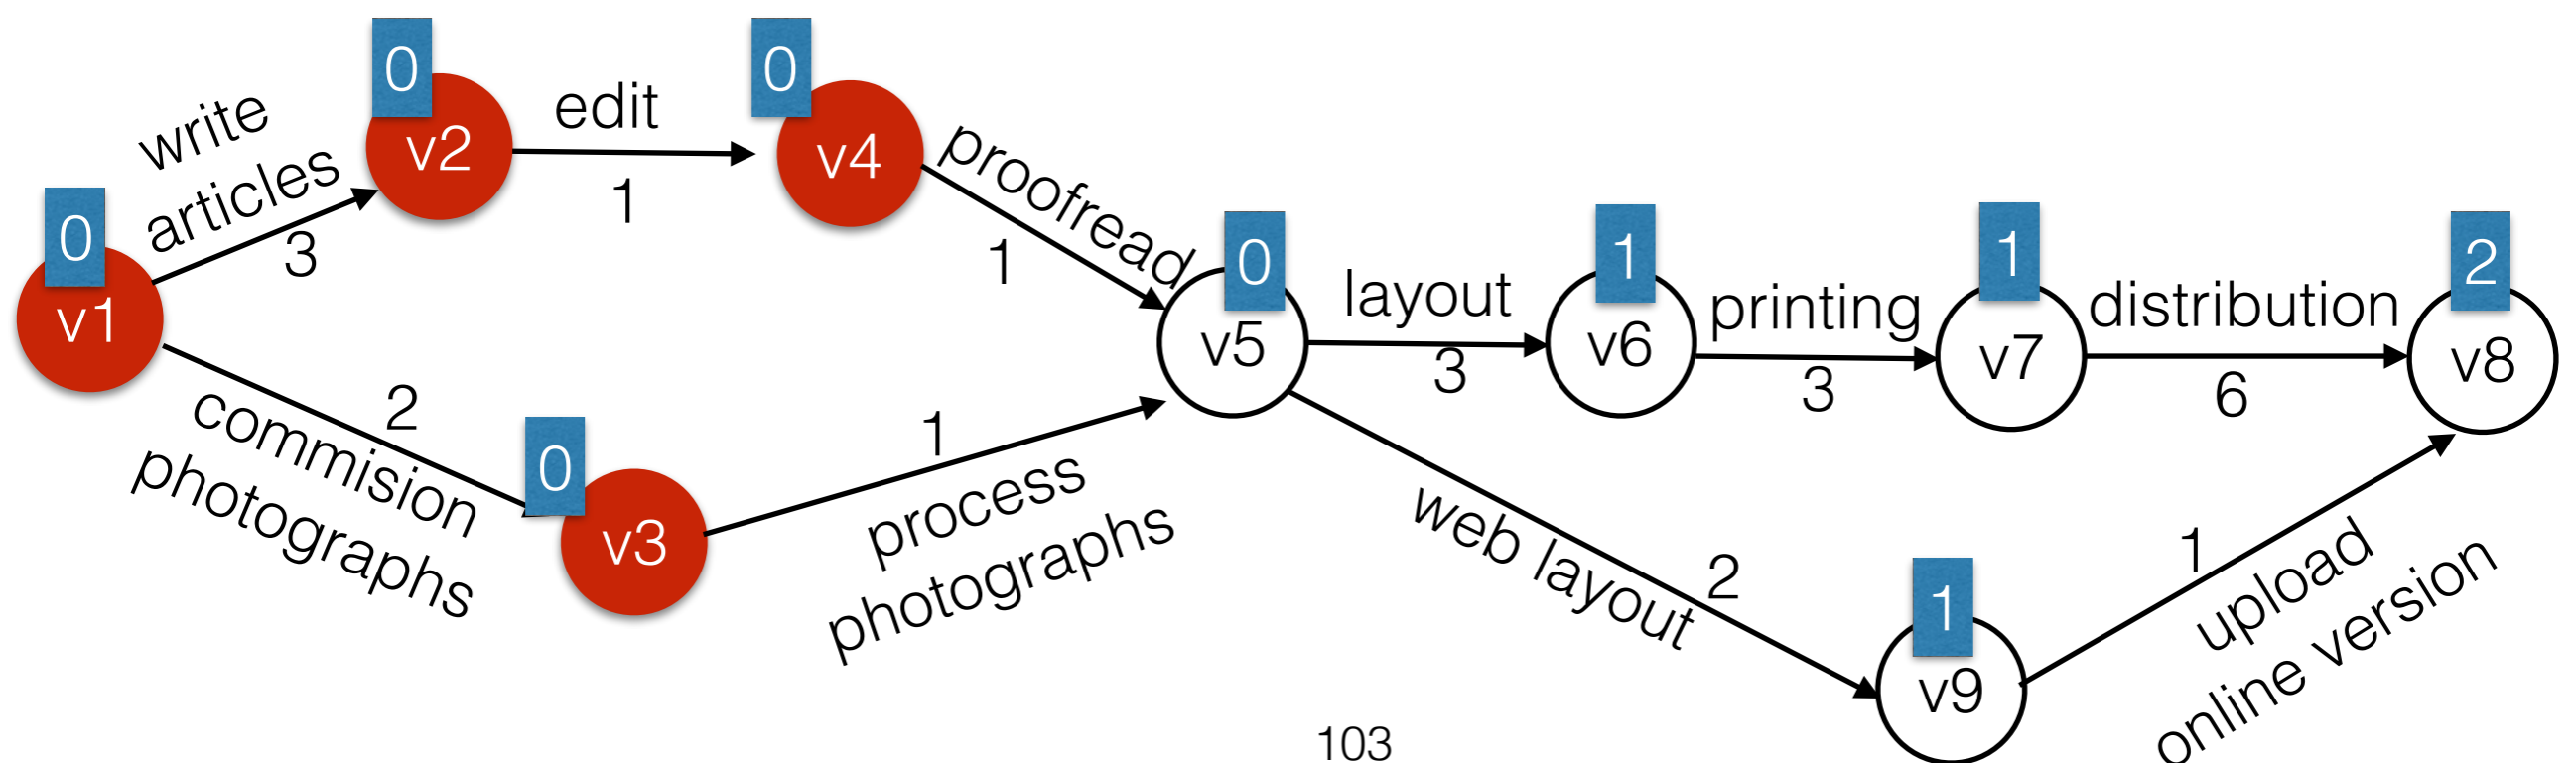 0
v1
write
articles
3
0
v2
edit
1
0
v4
proofread
1
2
commision
photographs
0
v3
1
process
photographs
0
v5
layout
3
1
v6
printing
3
1
v7
distribution
6
2
v8
web layout
2
1
v9
1
upload
online version
103